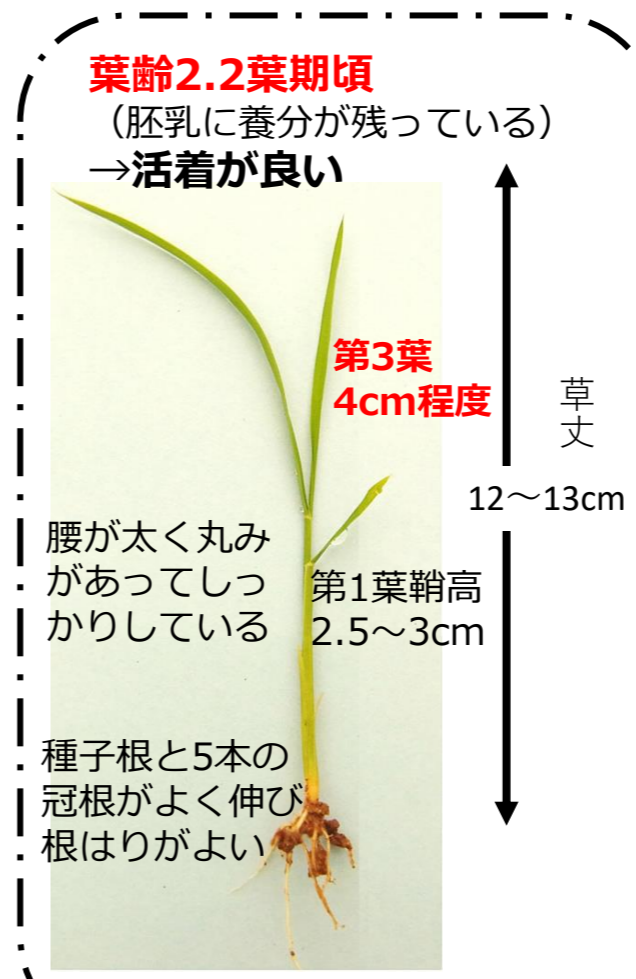 葉齢2.2葉期頃
（胚乳に養分が残っている）
→活着が良い
第3葉
4cm程度
草丈
12～13cm
腰が太く丸み
があってしっ
かりしている
第1葉鞘高
2.5～3cm
種子根と5本の
冠根がよく伸び
根はりがよい